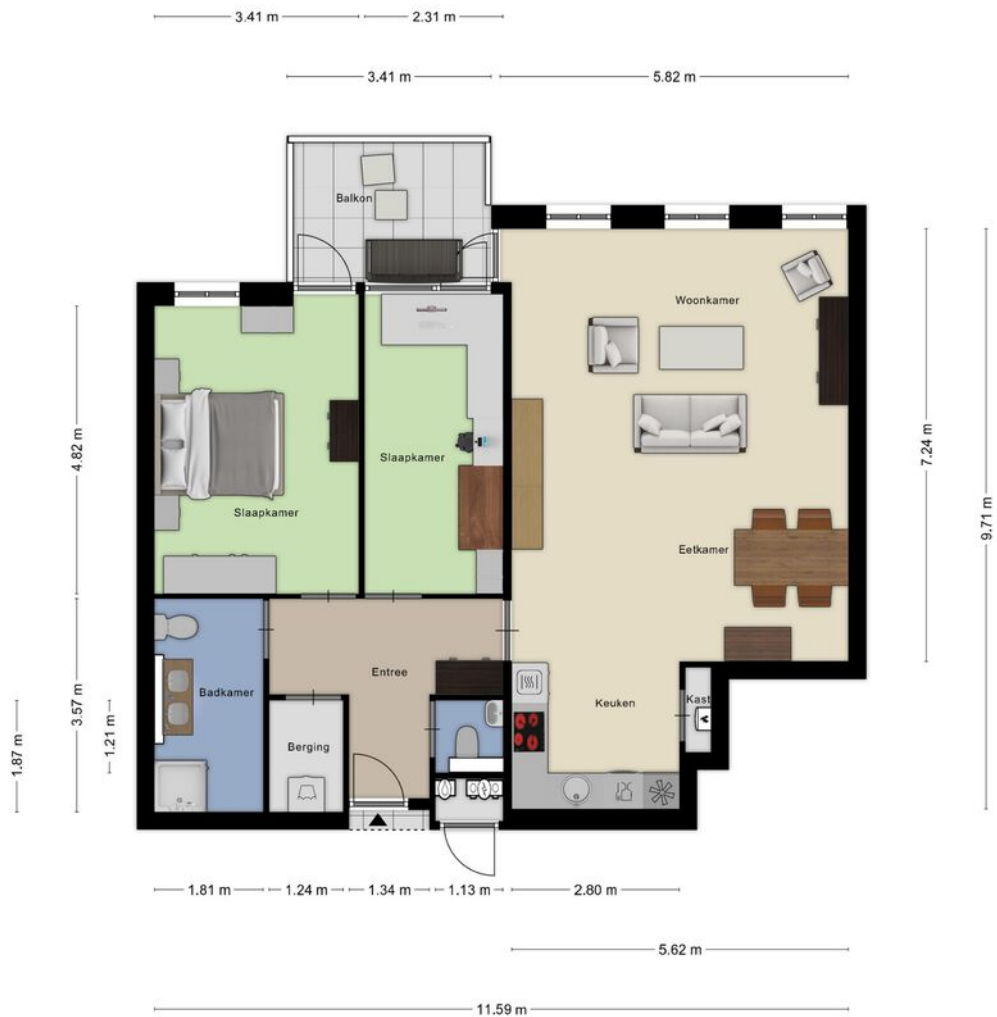 3.41 m
2.31 m
3.41 m
5.82 m
Balkon
Woonkamer
4.82 m
7.24 m
Slaapkamer
Slaapkamer
9.71 m
Eetkamer
Entree
Badkamer
Kast
Keuken
3.57 m
1.21 m
1.87 m
Berging
1.81 m
1.24 m
1.34 m
1.13 m
2.80 m
5.62 m
11.59 m